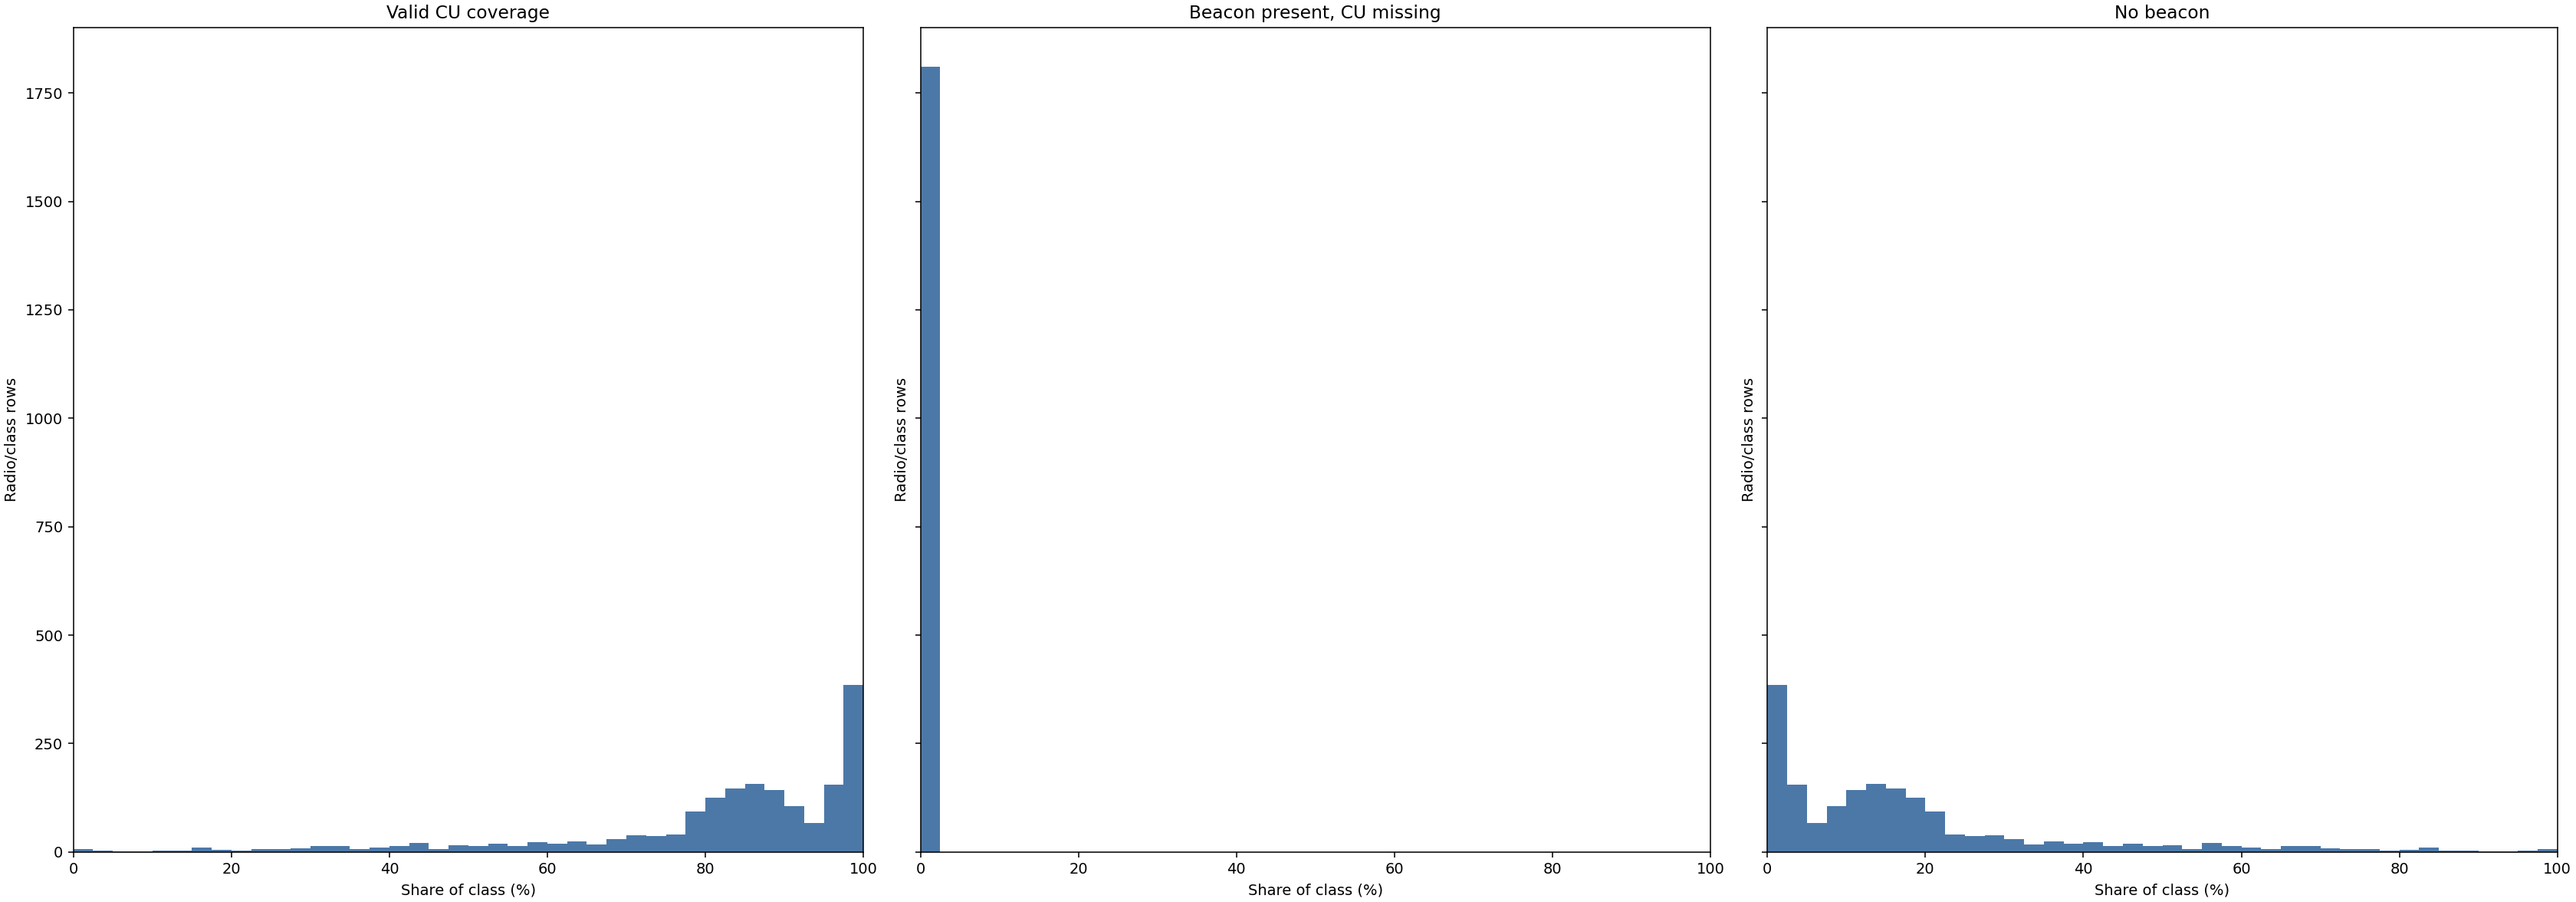 Valid CU coverage
Beacon present, CU missing
No beacon
1750
1500
1250
1000
750
500
250
0
Radio/class rows
Radio/class rows
Radio/class rows
0 20 40 60 80 100
0 20 40 60 80 100
0 20 40 60 80 100
Share of class (%)
Share of class (%)
Share of class (%)